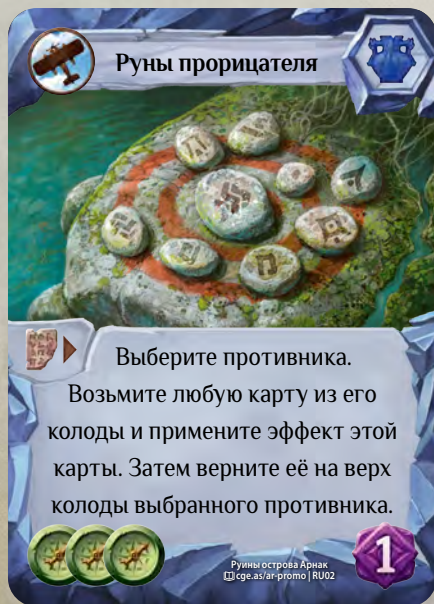 Руны прорицателя
Выберите противника.
Возьмите любую карту из его
колоды и примените эффект этой
карты. Затем верните её на верх
колоды выбранного противника.
Руины острова Арнак
cge.as/ar-promo | RU02
1